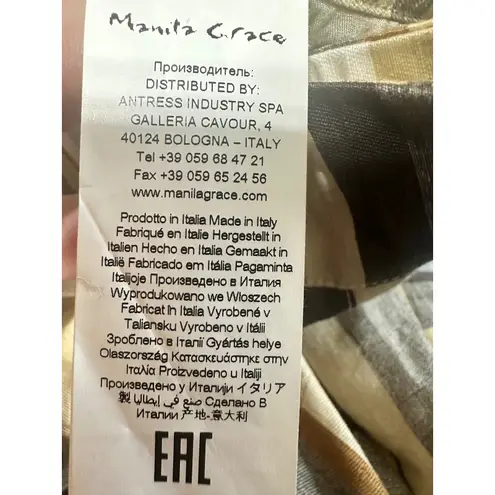 Manila Grace
Производитель:
DISTRIBUTED BY:
ANTRESS INDUSTRY SPA
GALLERIA CAVOUR, 4
40124 BOLOGNA – ITALY
Tel +39 059 68 47 21
Fax +39 059 65 24 56
www.manilagrace.com
Prodotto in Italia Made in Italy
Fabriqué en Italie Hergestellt in
Italien Hecho en Italia Gemaakt in
Italië Fabricado em Itália Pagaminta
Italijoje Произведено в Италия
Wyprodukowano we Wloszech
Fabricat în Italia Vyrobené v
Taliansku Vyrobeno v Itálii
Зроблено в Італії Gyártás helye
Olaszország Κατασκευάστηκε στην
Ιταλία Proizvedeno u Italiji
Произведено у Италији イタリア
製 صنع في إيطاليا Сделано В
Италии 产地-意大利
EAC